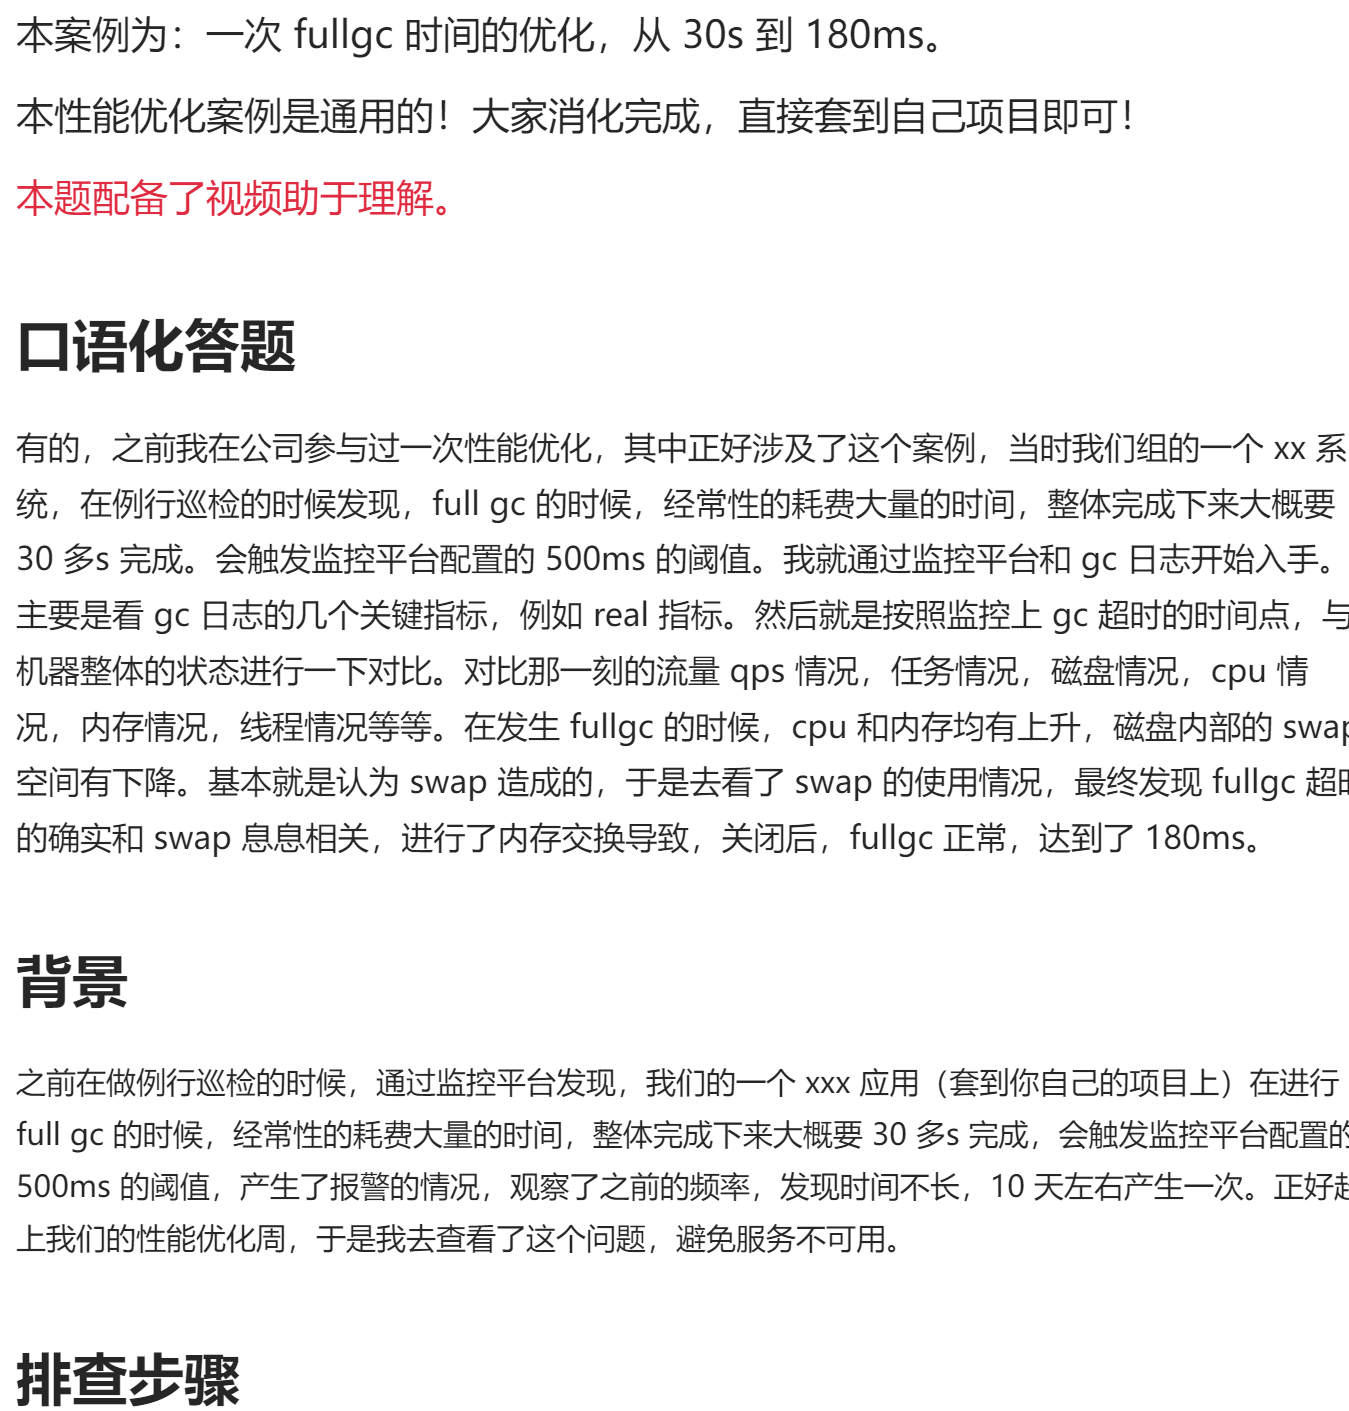 本案例为：一次 fullgc 时间的优化，从 30s 到 180ms。
本性能优化案例是通用的！大家消化完成，直接套到自己项目即可！
本题配备了视频助于理解。
口语化答题
有的，之前我在公司参与过一次性能优化，其中正好涉及了这个案例，当时我们组的一个 xx 系
统，在例行巡检的时候发现，full gc 的时候，经常性的耗费大量的时间，整体完成下来大概要
30 多s 完成。会触发监控平台配置的 500ms 的阈值。我就通过监控平台和 gc 日志开始入手。
主要是看 gc 日志的几个关键指标，例如 real 指标。然后就是按照监控上 gc 超时的时间点，与
机器整体的状态进行一下对比。对比那一刻的流量 qps 情况，任务情况，磁盘情况，cpu 情
况，内存情况，线程情况等等。在发生 fullgc 的时候，cpu 和内存均有上升，磁盘内部的 swap
空间有下降。基本就是认为 swap 造成的，于是去看了 swap 的使用情况，最终发现 fullgc 超时
的确实和 swap 息息相关，进行了内存交换导致，关闭后，fullgc 正常，达到了 180ms。
背景
之前在做例行巡检的时候，通过监控平台发现，我们的一个 xxx 应用（套到你自己的项目上）在进行
full gc 的时候，经常性的耗费大量的时间，整体完成下来大概要 30 多s 完成，会触发监控平台配置的
500ms 的阈值，产生了报警的情况，观察了之前的频率，发现时间不长，10 天左右产生一次。正好赶
上我们的性能优化周，于是我去查看了这个问题，避免服务不可用。
排查步骤